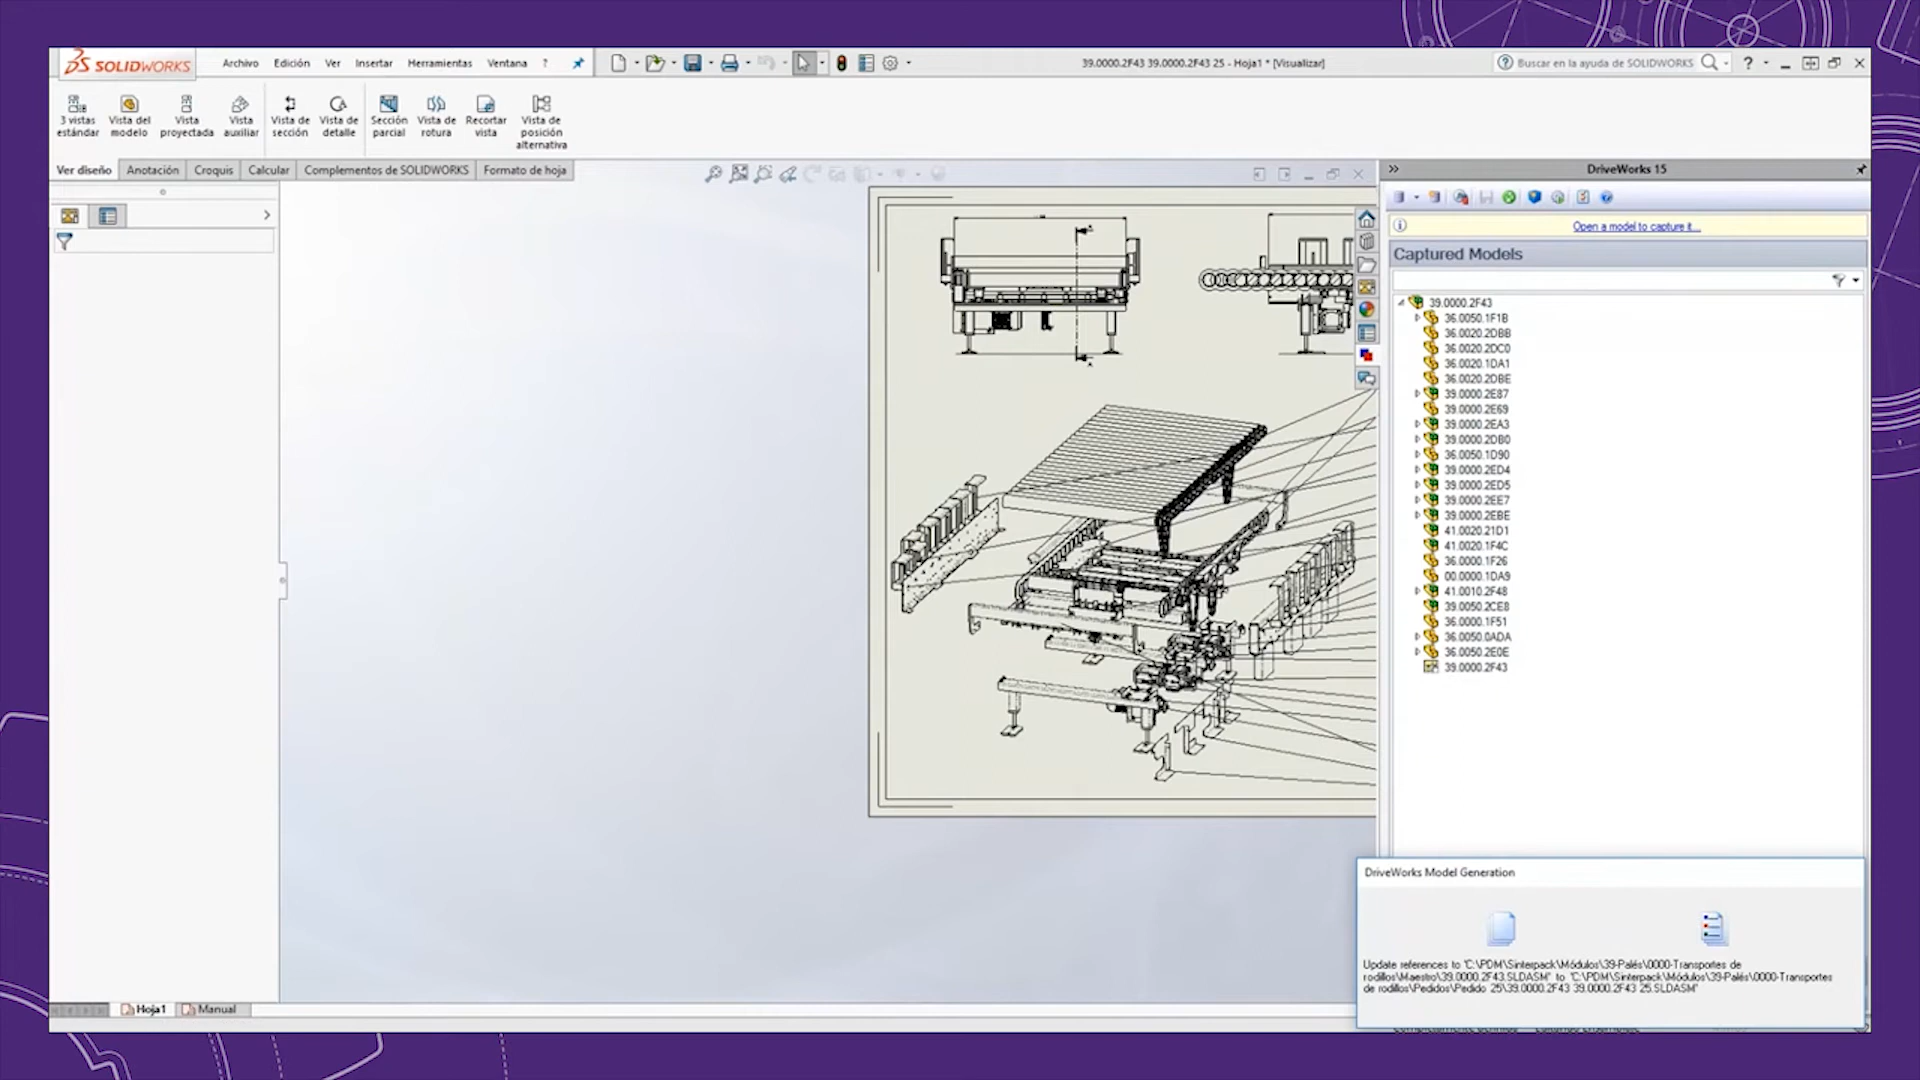 SOLIDWORKS
Archivo Edición Ver Insertar Herramientas Ventana ?
39.0000.2F43 39.0000.2F43 25 - Hoja1 * [Visualizar]
Buscar en la ayuda de SOLIDWORKS
?
3 vistas estándar
Vista del modelo
Vista proyectada
Vista auxiliar
Vista de sección
Vista de detalle
Sección parcial
Vista de rotura
Recortar vista
Vista de posición alternativa
Ver diseño Anotación Croquis Calcular Complementos de SOLIDWORKS Formato de hoja
DriveWorks 15
Open a model to capture it...
Captured Models
39.0000.2F43
36.0050.1F1B
36.0020.2DBB
36.0020.2DC0
36.0020.1DA1
36.0020.2DBE
39.0000.2E87
39.0000.2E69
39.0000.2EA3
39.0000.2DB0
36.0050.1D90
39.0000.2ED4
39.0000.2ED5
39.0000.2EE7
39.0000.2EBE
41.0020.21D1
41.0020.1F4C
36.0000.1F26
00.0000.1DA9
41.0010.2F48
39.0050.2CE8
36.0000.1F51
36.0050.0ADA
36.0050.2E0E
39.0000.2F43
DriveWorks Model Generation
Update references to 'C:\PDM\Sinterpack\Módulos\39-Palés\0000-Transportes de
rodillos\Maestro\39.0000.2F43.SLDASM' to 'C:\PDM\Sinterpack\Módulos\39-Palés\0000-Transportes
de rodillos\Pedidos\Pedido 25\39.0000.2F43 39.0000.2F43 25.SLDASM'
Hoja1 Manual